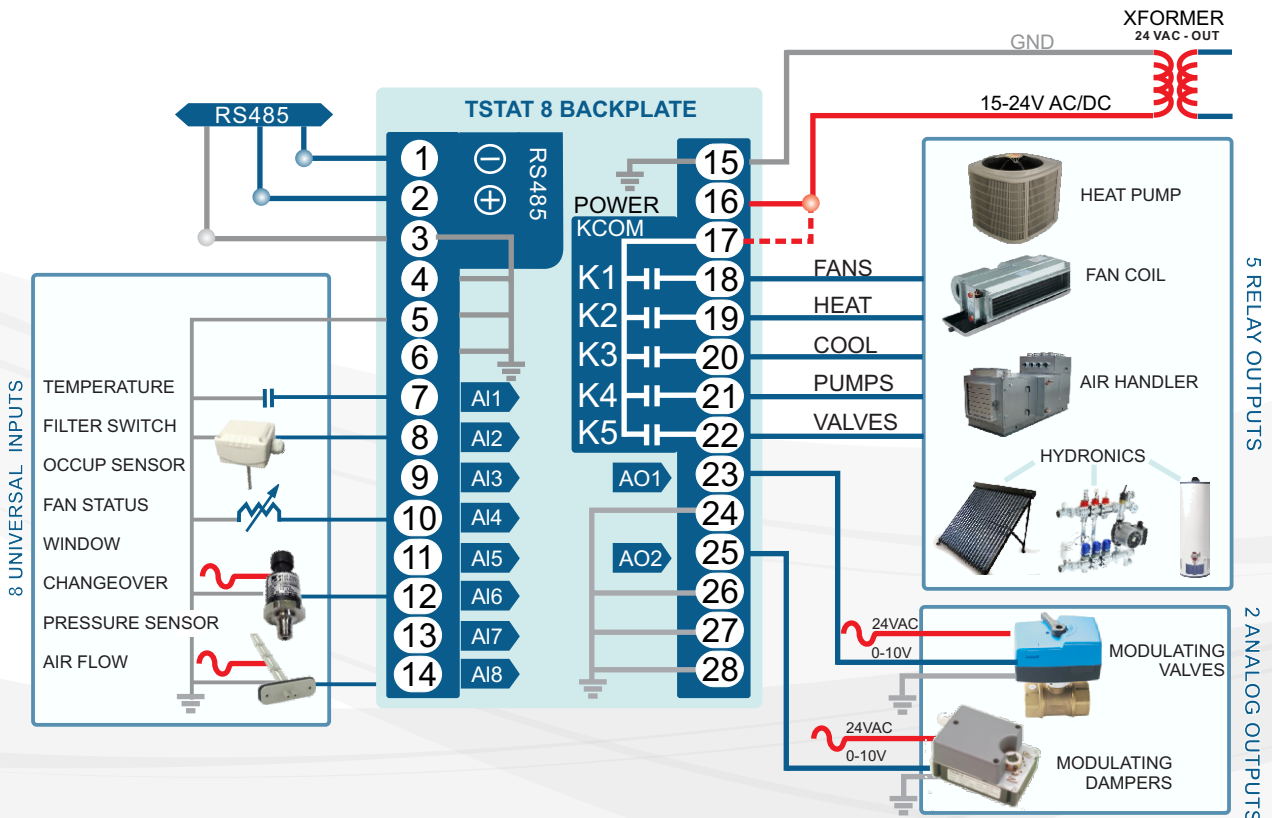 XFORMER
24 VAC - OUT
GND
15-24V AC/DC
RS485
TSTAT 8 BACKPLATE
1
2
3
4
5
6
7
8
9
10
11
12
13
14
RS485
AI1
AI2
AI3
AI4
AI5
AI6
AI7
AI8
POWER
KCOM
K1
K2
K3
K4
K5
AO1
AO2
15
16
17
18
19
20
21
22
23
24
25
26
27
28
FANS
HEAT
COOL
PUMPS
VALVES
8 UNIVERSAL INPUTS
TEMPERATURE
FILTER SWITCH
OCCUP SENSOR
FAN STATUS
WINDOW
CHANGEOVER
PRESSURE SENSOR
AIR FLOW
HEAT PUMP
FAN COIL
AIR HANDLER
HYDRONICS
5 RELAY OUTPUTS
24VAC
0-10V
MODULATING
VALVES
24VAC
0-10V
MODULATING
DAMPERS
2 ANALOG OUTPUTS